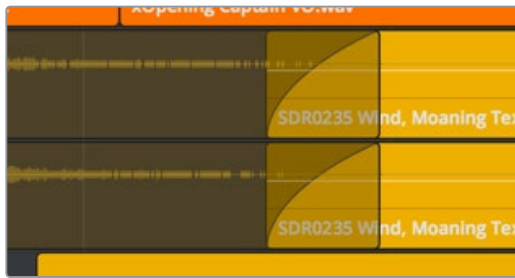 xOpening Captain VO.wav
SDR0235 Wind, Moaning Tex
SDR0235 Wind, Moaning Tex